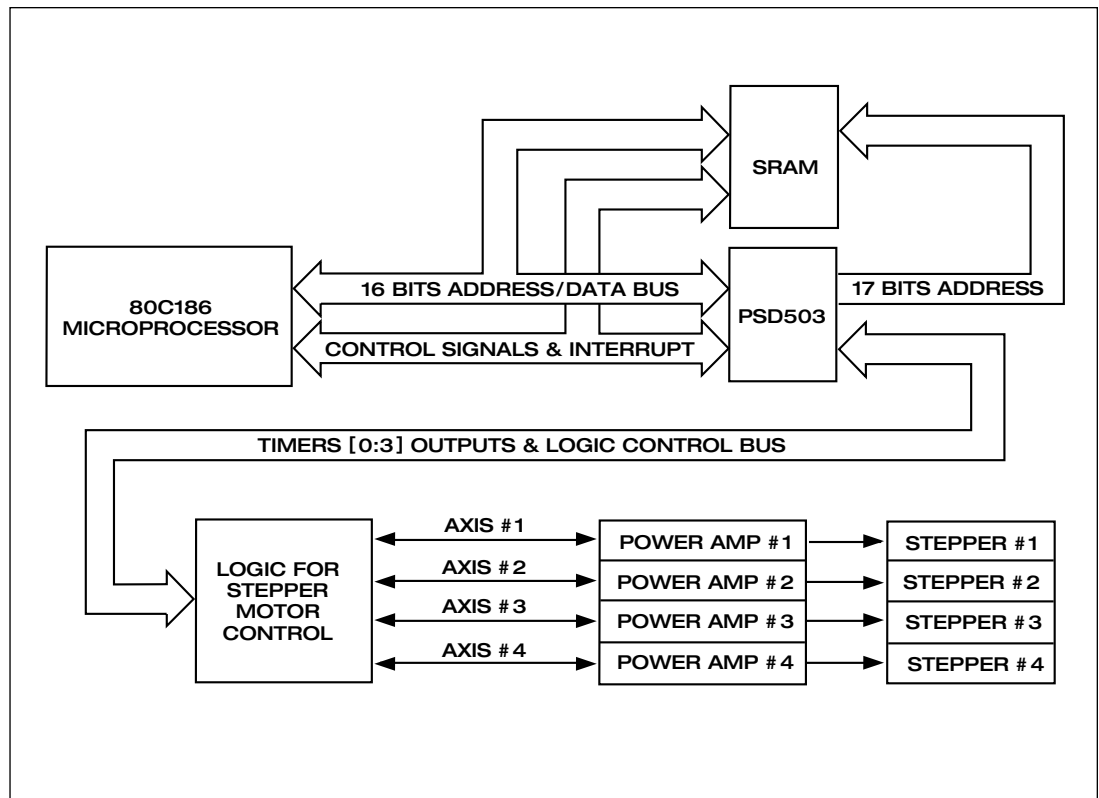 SRAM
80C186
MICROPROCESSOR
16 BITS ADDRESS/DATA BUS
PSD503
17 BITS ADDRESS
CONTROL SIGNALS & INTERRUPT
TIMERS [0:3] OUTPUTS & LOGIC CONTROL BUS
LOGIC FOR
STEPPER
MOTOR
CONTROL
AXIS #1
POWER AMP #1
STEPPER #1
AXIS #2
POWER AMP #2
STEPPER #2
AXIS #3
POWER AMP #3
STEPPER #3
AXIS #4
POWER AMP #4
STEPPER #4